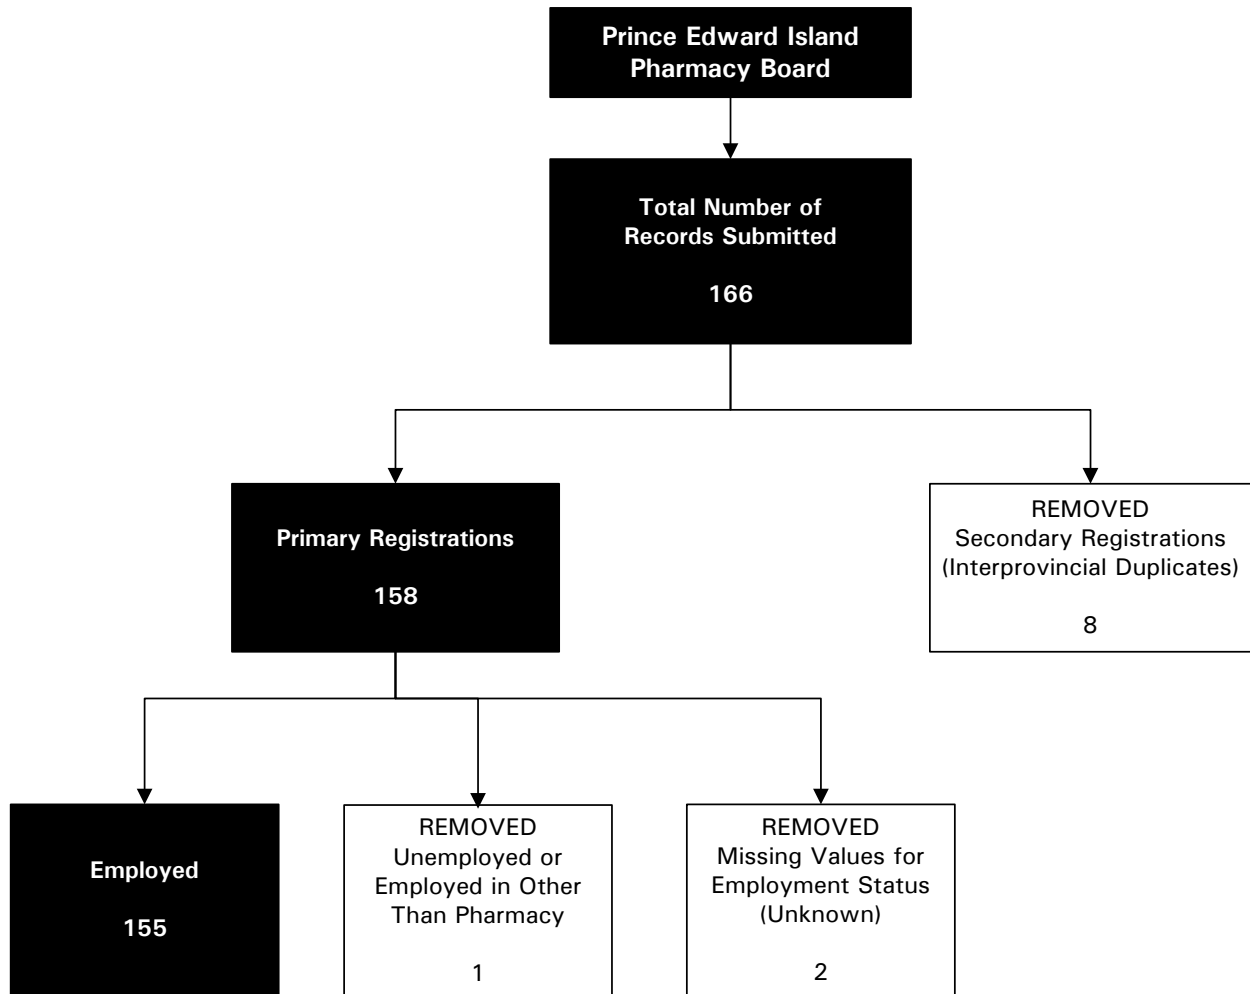 Prince Edward Island
Pharmacy Board
Total Number of
Records Submitted
166
Primary Registrations
158
REMOVED
Secondary Registrations
(Interprovincial Duplicates)
8
Employed
155
REMOVED
Unemployed or
Employed in Other
Than Pharmacy
1
REMOVED
Missing Values for
Employment Status
(Unknown)
2